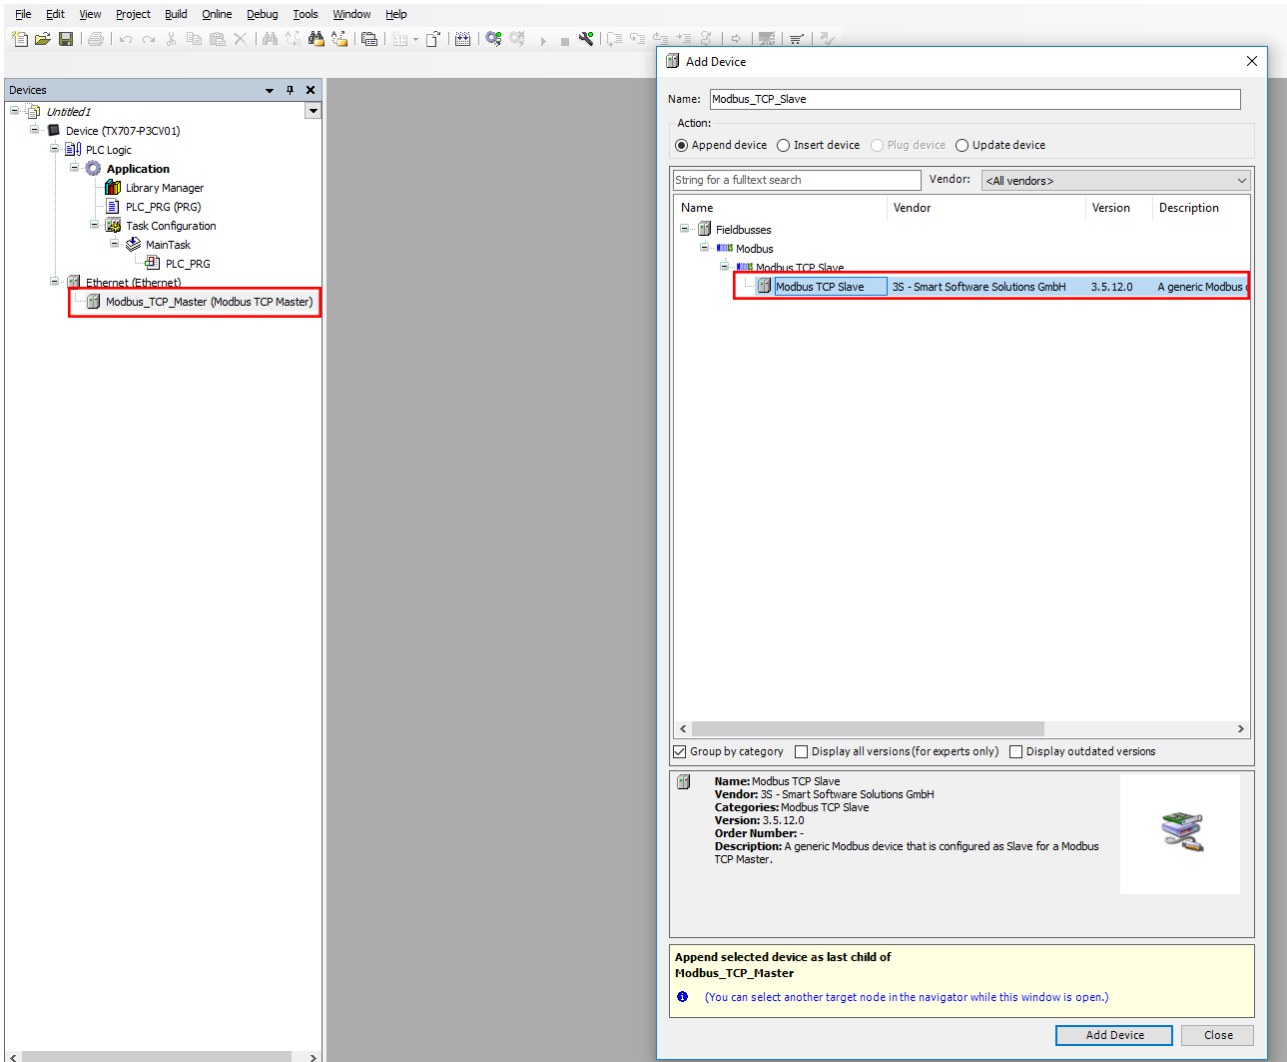 File Edit View Project Build Online Debug Tools Window Help
Devices
Untitled1
Device (TX707-P3CV01)
PLC Logic
Application
Library Manager
PLC_PRG (PRG)
Task Configuration
MainTask
PLC_PRG
Ethernet (Ethernet)
Modbus_TCP_Master (Modbus TCP Master)
Add Device
Name: Modbus_TCP_Slave
Action:
Append device Insert device Plug device Update device
String for a fulltext search Vendor: <All vendors>
Name Vendor Version Description
Fieldbusses
Modbus
Modbus TCP Slave
Modbus TCP Slave 3S - Smart Software Solutions GmbH 3.5.12.0 A generic Modbus
Group by category Display all versions (for experts only) Display outdated versions
Name: Modbus TCP Slave
Vendor: 3S - Smart Software Solutions GmbH
Categories: Modbus TCP Slave
Version: 3.5.12.0
Order Number: -
Description: A generic Modbus device that is configured as Slave for a Modbus
TCP Master.
Append selected device as last child of
Modbus_TCP_Master
(You can select another target node in the navigator while this window is open.)
Add Device Close